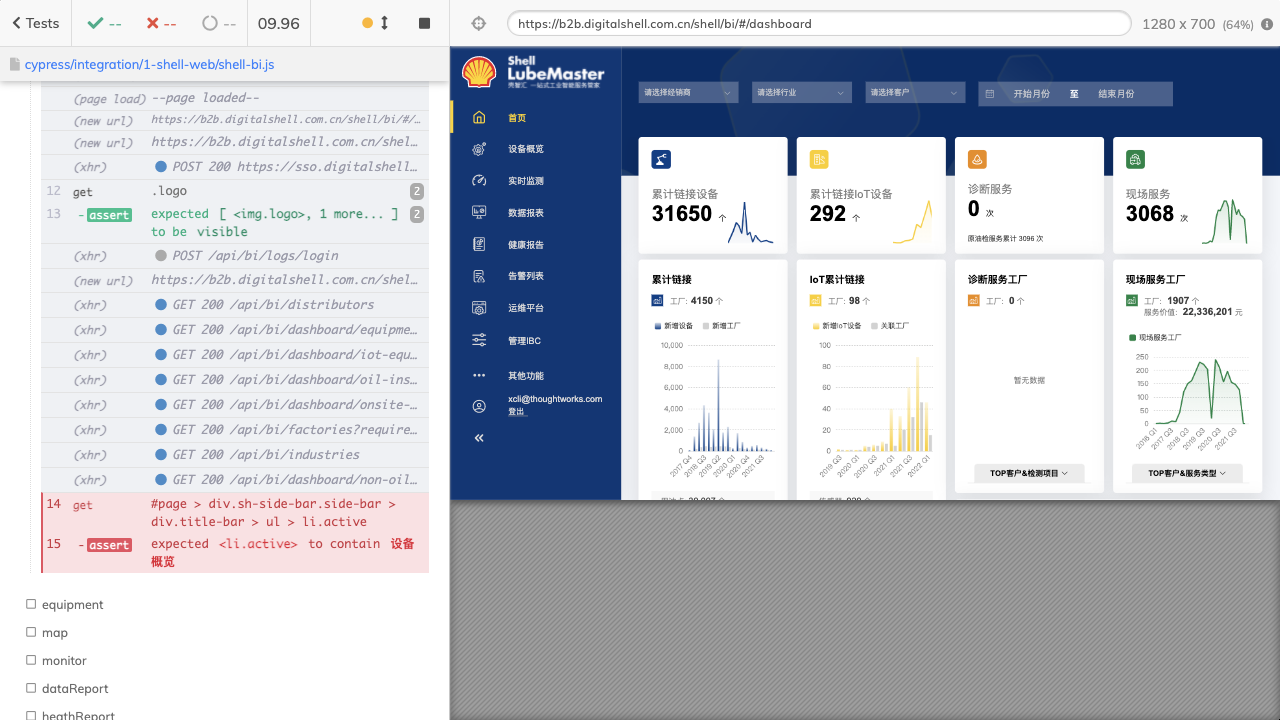 Tests
--
--
--
09.96
https://b2b.digitalshell.com.cn/shell/bi/#/dashboard
1280 x 700 (64%)
cypress/integration/1-shell-web/shell-bi.js
(page load) --page loaded--
(new url) https://b2b.digitalshell.com.cn/shell/bi/#/…
(new url) https://b2b.digitalshell.com.cn/shel…
(xhr) POST 200 https://sso.digitalshell…
12 get .logo 2
13 -assert expected [ <img.logo>, 1 more... ] 2
to be visible
(xhr) POST /api/bi/logs/login
(new url) https://b2b.digitalshell.com.cn/shel…
(xhr) GET 200 /api/bi/distributors
(xhr) GET 200 /api/bi/dashboard/equipme…
(xhr) GET 200 /api/bi/dashboard/iot-equ…
(xhr) GET 200 /api/bi/dashboard/oil-ins…
(xhr) GET 200 /api/bi/dashboard/onsite-…
(xhr) GET 200 /api/bi/factories?require…
(xhr) GET 200 /api/bi/industries
(xhr) GET 200 /api/bi/dashboard/non-oil…
14 get #page > div.sh-side-bar.side-bar >
div.title-bar > ul > li.active
15 -assert expected <li.active> to contain 设备
概览
equipment
map
monitor
dataReport
heathReport
Shell
LubeMaster
壳智汇 一站式工业智能服务管家
首页
设备概览
实时监测
数据报表
健康报告
告警列表
运维平台
管理IBC
其他功能
xcli@thoughtworks.com
登出
请选择经销商
请选择行业
请选择客户
开始月份 至 结束月份
累计链接设备
31650 个
累计链接IoT设备
292 个
诊断服务
0 次
原油检服务累计 3096 次
现场服务
3068 次
累计链接
工厂: 4150 个
新增设备 新增工厂
10,000
8,000
6,000
4,000
2,000
0
2017 Q4
2018 Q3
2019 Q2
2020 Q1
2020 Q4
2021 Q3
IoT累计链接
工厂: 98 个
新增IoT设备 关联工厂
100
80
60
40
20
0
2019 Q3
2020 Q1
2020 Q3
2021 Q1
2021 Q3
2022 Q1
诊断服务工厂
工厂: 0 个
暂无数据
TOP客户&检测项目
现场服务工厂
工厂: 1907 个
服务价值: 22,336,201 元
现场服务工厂
250
200
150
100
50
0
2016 Q1
2017 Q3
2018 Q3
2019 Q3
2020 Q3
2021 Q3
TOP客户&服务类型